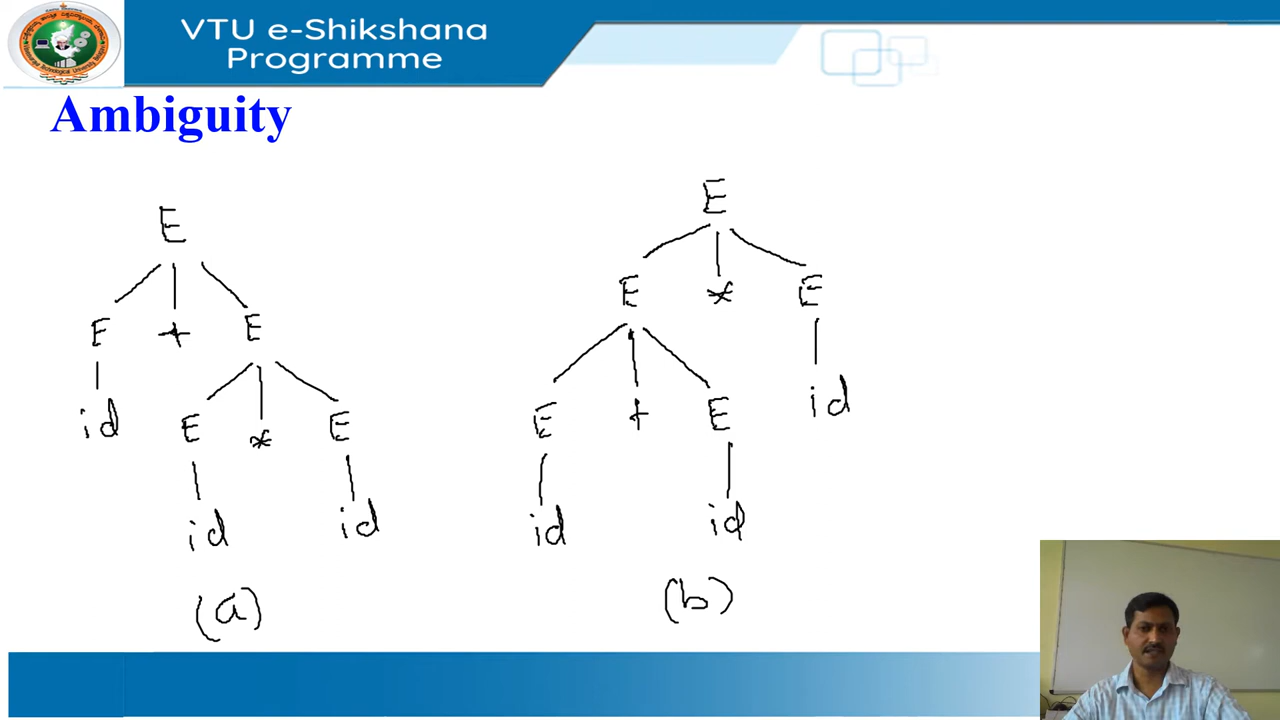 VTU e-Shikshana
Programme
Ambiguity
E
E + E
id
E * E
id id
(a)
E
E * E
id
E + E
id id
(b)